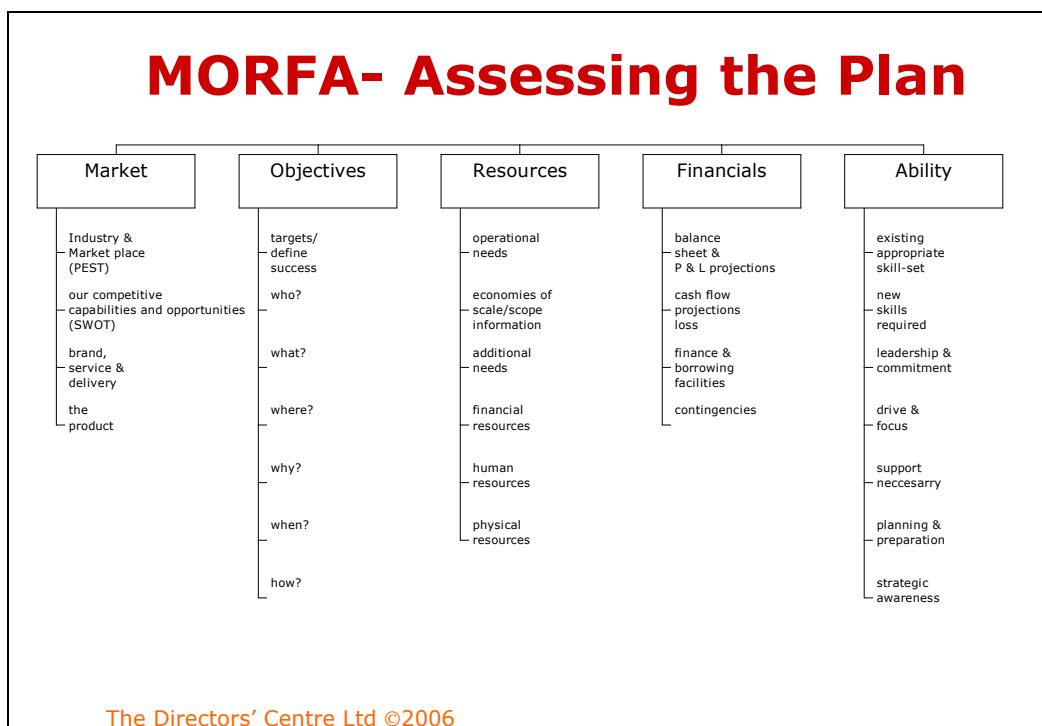 MORFA- Assessing the Plan
Market
Industry &
Market place
(PEST)
our competitive
capabilities and opportunities
(SWOT)
brand,
service &
delivery
the
product
Objectives
targets/
define
success
who?
what?
where?
why?
when?
how?
Resources
operational
needs
economies of
scale/scope
information
additional
needs
financial
resources
human
resources
physical
resources
Financials
balance
sheet &
P & L projections
cash flow
projections
loss
finance &
borrowing
facilities
contingencies
Ability
existing
appropriate
skill-set
new
skills
required
leadership &
commitment
drive &
focus
support
neccesarry
planning &
preparation
strategic
awareness
The Directors’ Centre Ltd ©2006